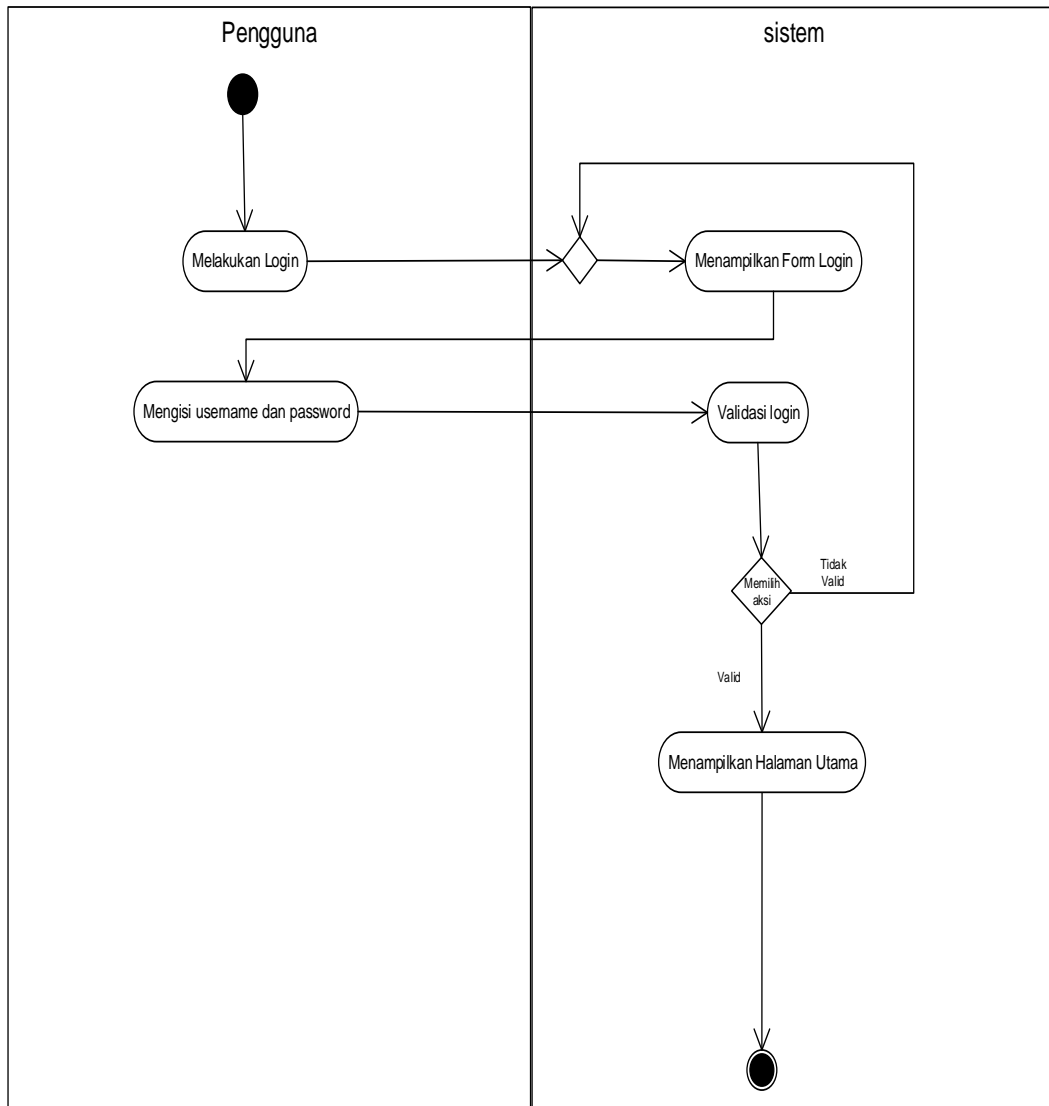 Pengguna
sistem
Melakukan Login
Menampilkan Form Login
Mengisi username dan password
Validasi login
Memilih
aksi
Tidak
Valid
Valid
Menampilkan Halaman Utama